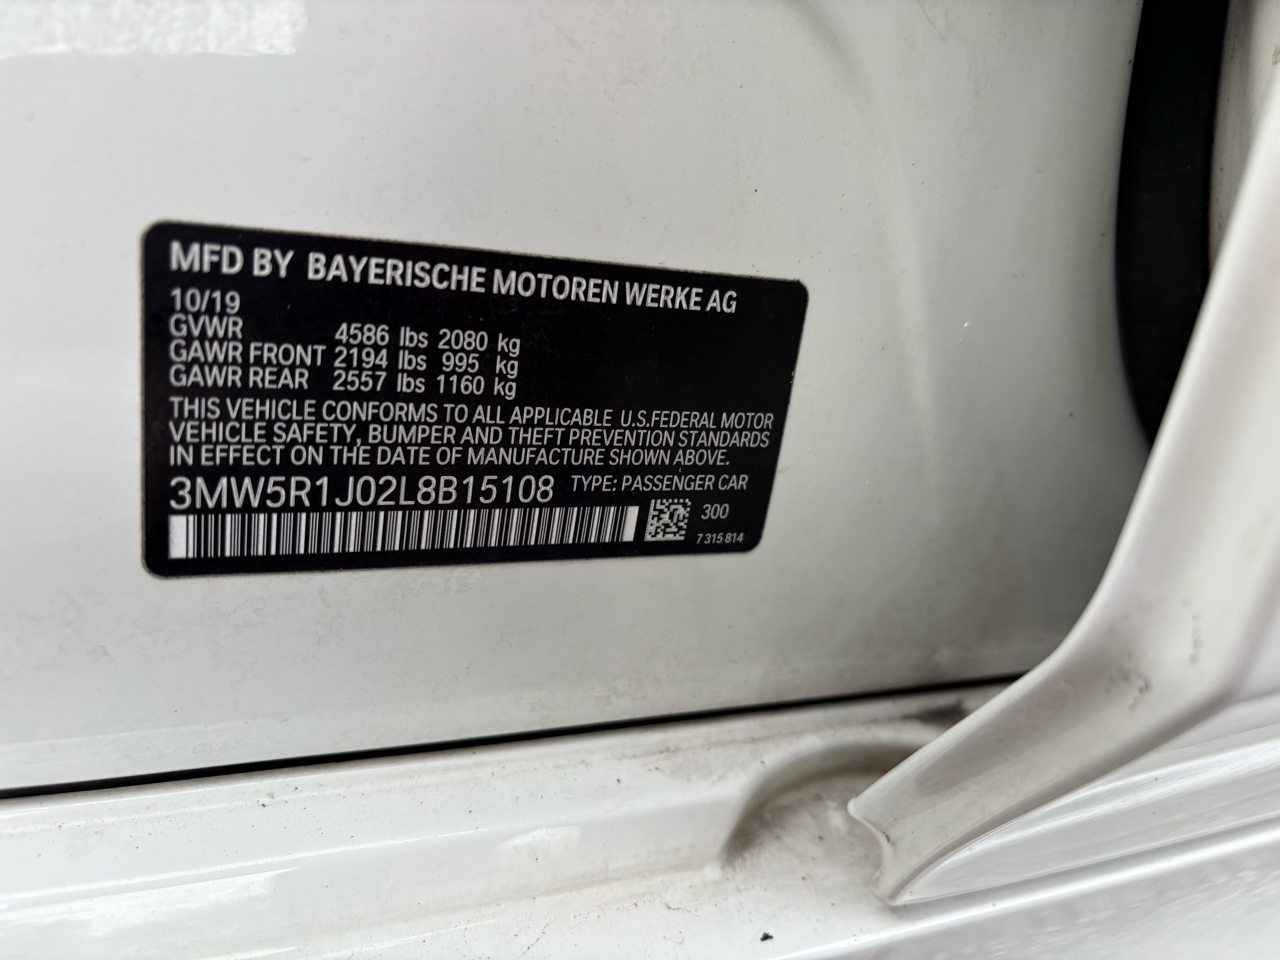 MFD BY BAYERISCHE MOTOREN WERKE AG
10/19
GVWR 4586 lbs 2080 kg
GAWR FRONT 2194 lbs 995 kg
GAWR REAR 2557 lbs 1160 kg
THIS VEHICLE CONFORMS TO ALL APPLICABLE U.S.FEDERAL MOTOR
VEHICLE SAFETY, BUMPER AND THEFT PREVENTION STANDARDS
IN EFFECT ON THE DATE OF MANUFACTURE SHOWN ABOVE.
3MW5R1J02L8B15108 TYPE: PASSENGER CAR
300
7 315 814